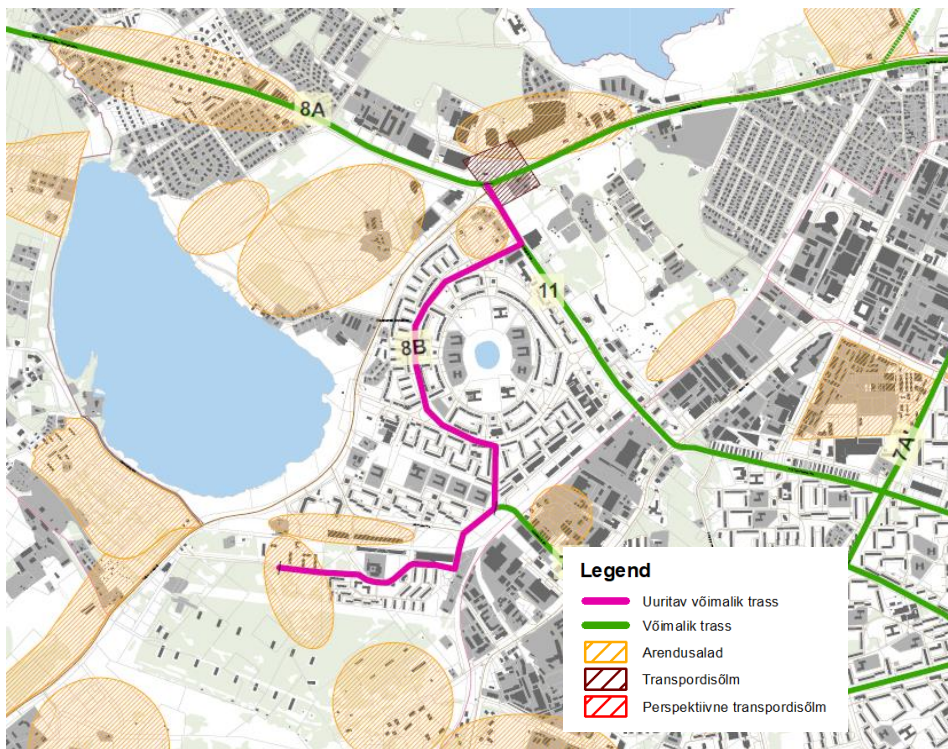 8A
11
8B
7A'
Legend
Uuritav võimalik trass
Võimalik trass
Arendusalad
Transpordisõlm
Perspektiivne transpordisõlm